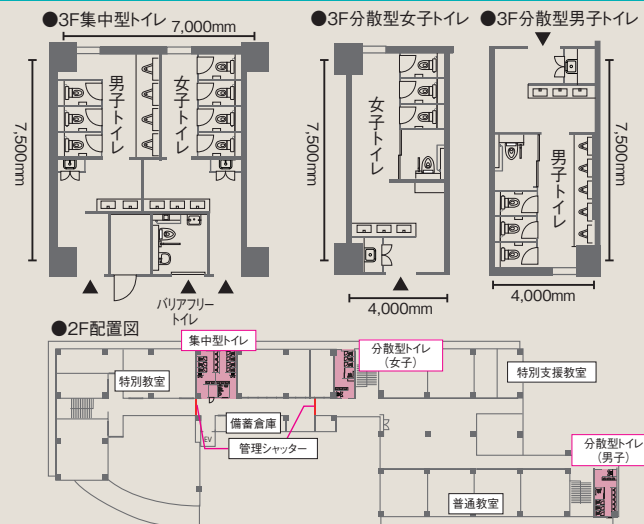 ●3F集中型トイレ
7,000mm
7,500mm
男子トイレ
女子トイレ
バリアフリー
トイレ
●3F分散型女子トイレ
7,500mm
女子トイレ
4,000mm
●3F分散型男子トイレ
男子トイレ
7,500mm
4,000mm
●2F配置図
集中型トイレ
特別教室
備蓄倉庫
EV
管理シャッター
分散型トイレ
(女子)
特別支援教室
分散型トイレ
(男子)
普通教室